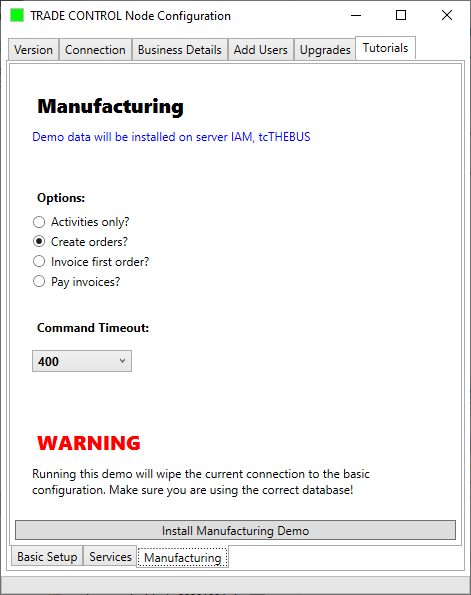 TRADE CONTROL Node Configuration
Version Connection Business Details Add Users Upgrades Tutorials
Manufacturing
Demo data will be installed on server IAM, tcTHEBUS
Options:
Activities only?
Create orders?
Invoice first order?
Pay invoices?
Command Timeout:
400
WARNING
Running this demo will wipe the current connection to the basic
configuration. Make sure you are using the correct database!
Install Manufacturing Demo
Basic Setup Services Manufacturing